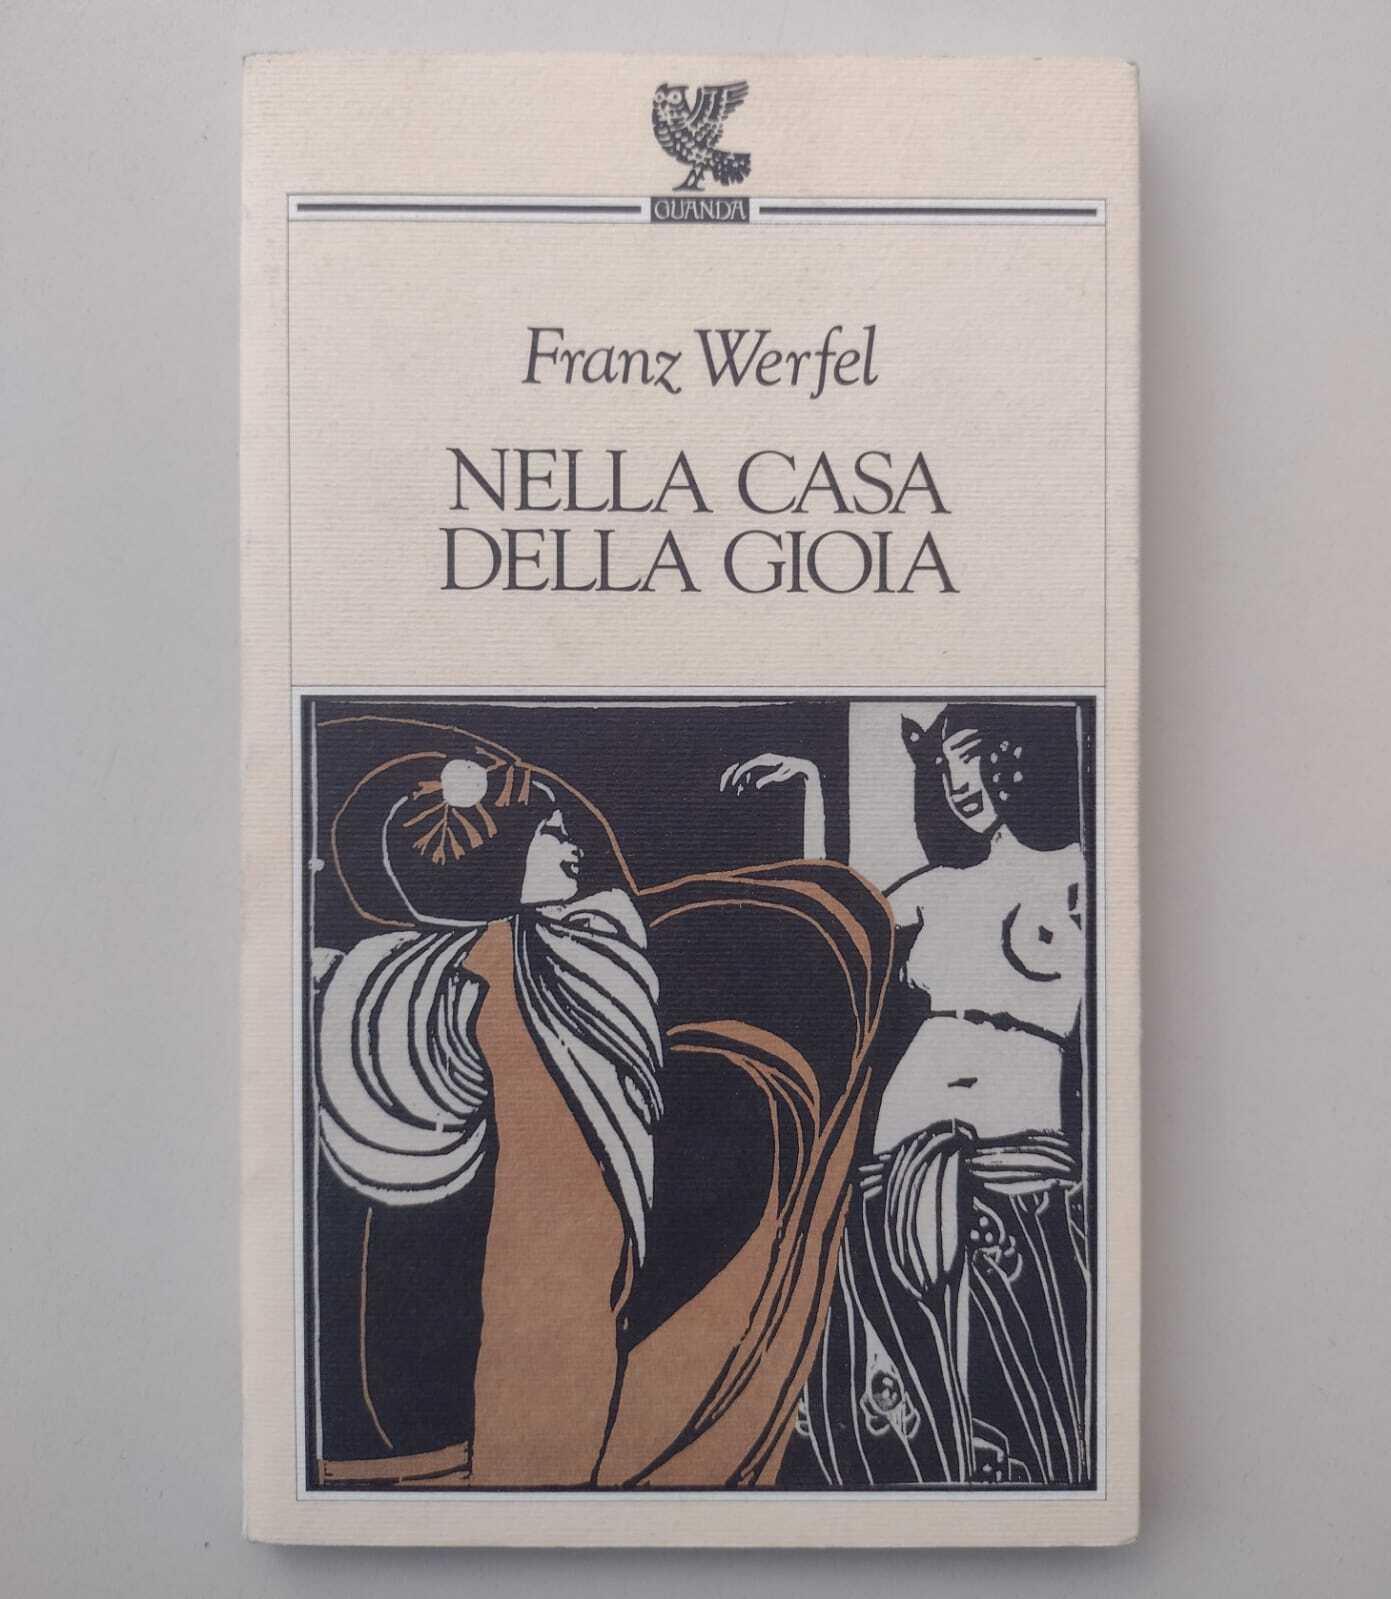 GUANDA
Franz Werfel
NELLA CASA
DELLA GIOIA